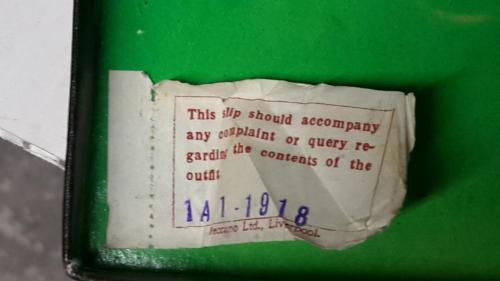 This slip should accompany
any complaint or query re-
garding the contents of the
outfit
1A1-1918
Meccano Ltd., Liverpool.